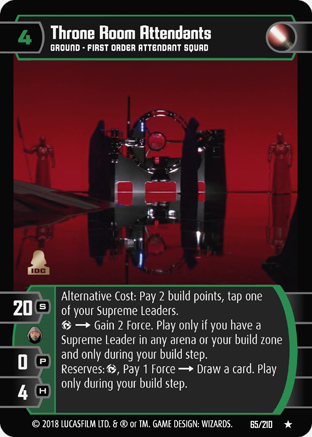 4 Throne Room Attendants
GROUND - FIRST ORDER ATTENDANT SQUAD
IDC
20 S
0 P
4 H
Alternative Cost: Pay 2 build points, tap one
of your Supreme Leaders.
→ Gain 2 Force. Play only if you have a
Supreme Leader in any arena or your build zone
and only during your build step.
Reserves: , Pay 1 Force → Draw a card. Play
only during your build step.
© 2018 LUCASFILM LTD. & ® or TM. GAME DESIGN: WIZARDS. 65/210 ★